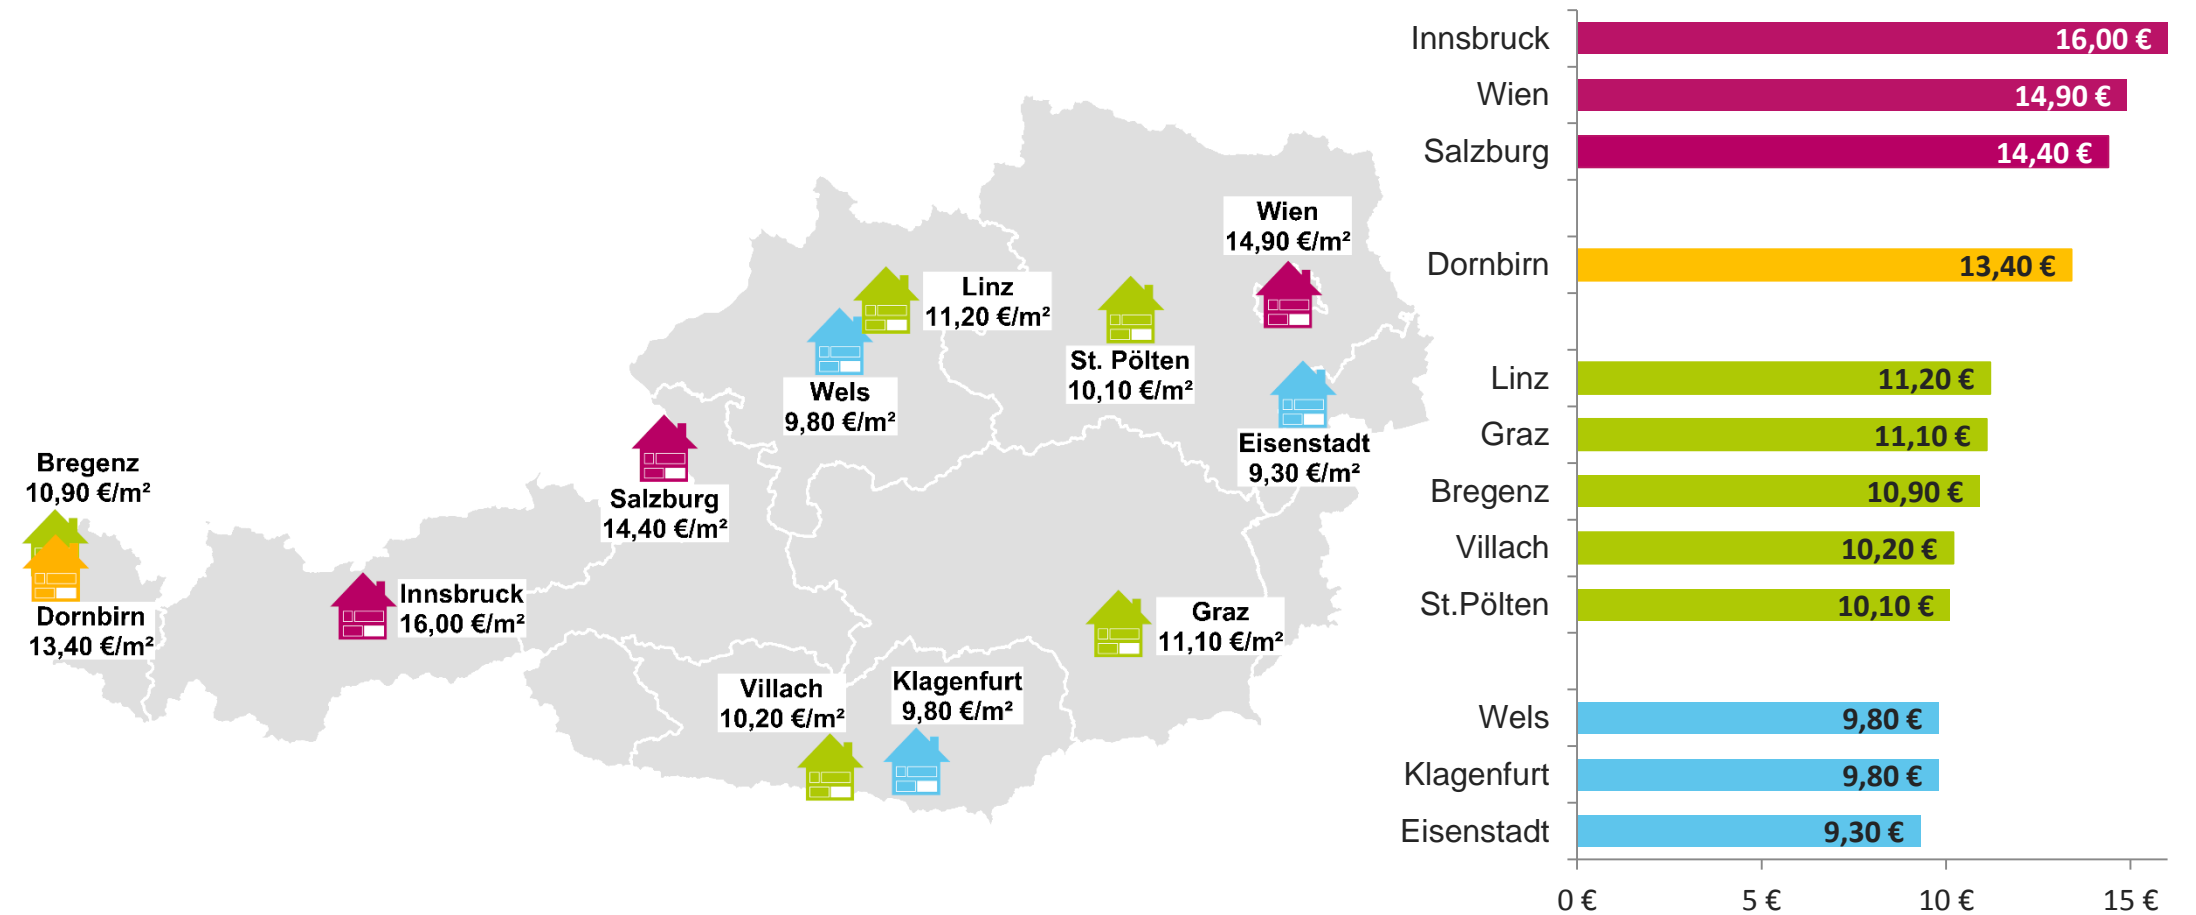 Wien
14,90 €/m²
Linz
11,20 €/m²
St. Pölten
10,10 €/m²
Wels
9,80 €/m²
Eisenstadt
9,30 €/m²
Bregenz
10,90 €/m²
Salzburg
14,40 €/m²
Dornbirn
13,40 €/m²
Innsbruck
16,00 €/m²
Graz
11,10 €/m²
Villach
10,20 €/m²
Klagenfurt
9,80 €/m²
Innsbruck 16,00 €
Wien 14,90 €
Salzburg 14,40 €
Dornbirn 13,40 €
Linz 11,20 €
Graz 11,10 €
Bregenz 10,90 €
Villach 10,20 €
St.Pölten 10,10 €
Wels 9,80 €
Klagenfurt 9,80 €
Eisenstadt 9,30 €
0 € 5 € 10 € 15 €